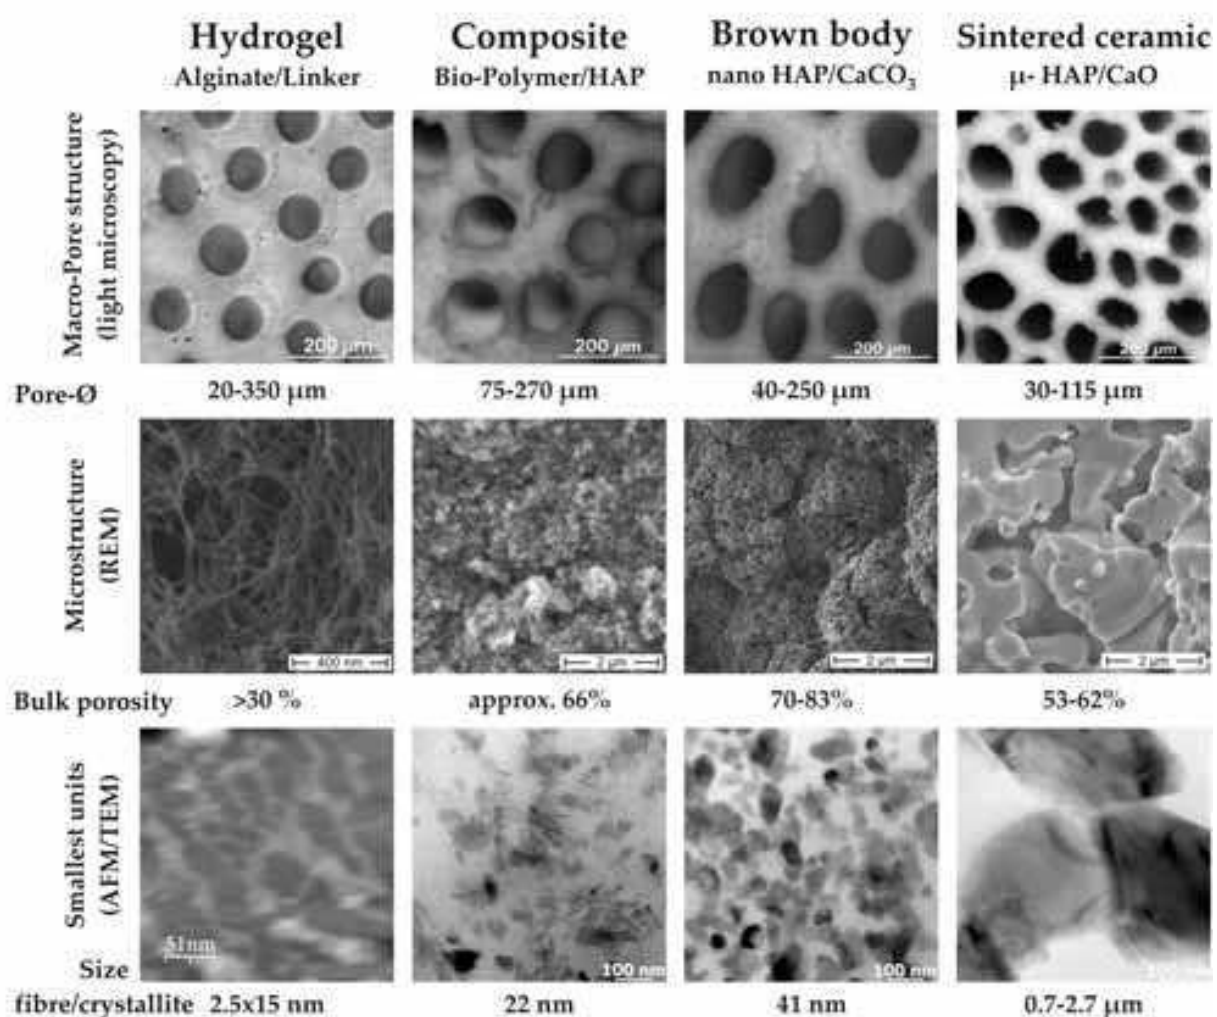 Hydrogel Composite Brown body Sintered ceramic
Alginate/Linker Bio-Polymer/HAP nano HAP/CaCO₃ μ- HAP/CaO
Macro-Pore structure
(light microscopy)
200 μm 200 μm 200 μm 200 μm
Pore-Ø 20-350 μm 75-270 μm 40-250 μm 30-115 μm
Microstructure
(REM)
400 nm 2 μm 2 μm 2 μm
Bulk porosity >30 % approx. 66% 70-83% 53-62%
Smallest units
(AFM/TEM)
51nm 100 nm 100 nm
Size
fibre/crystallite 2.5x15 nm 22 nm 41 nm 0.7-2.7 μm